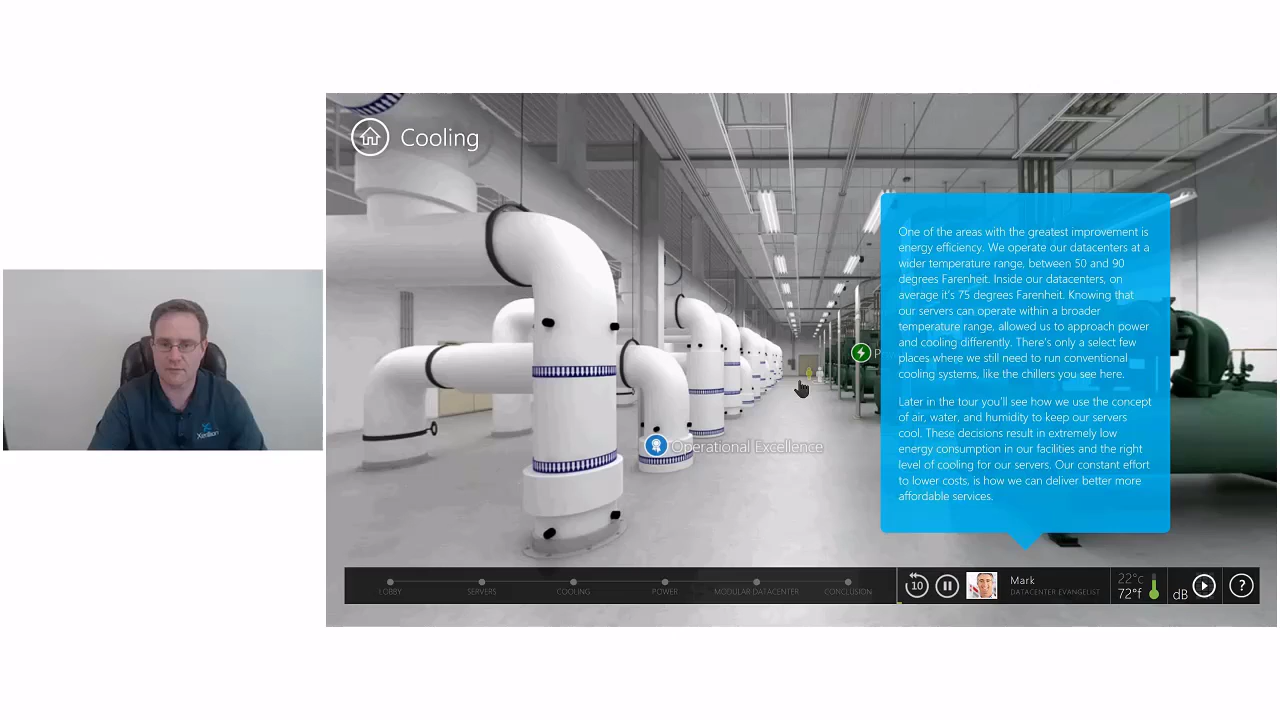 Cooling
One of the areas with the greatest improvement is
energy efficiency. We operate our datacenters at a
wider temperature range, between 50 and 90
degrees Farenheit. Inside our datacenters, on
average it's 75 degrees Farenheit. Knowing that
our servers can operate within a broader
temperature range, allowed us to approach power
and cooling differently. There's only a select few
places where we still need to run conventional
cooling systems, like the chillers you see here.
Later in the tour you'll see how we use the concept
of air, water, and humidity to keep our servers
cool. These decisions result in extremely low
energy consumption in our facilities and the right
level of cooling for our servers. Our constant effort
to lower costs, is how we can deliver better more
affordable services.
Operational Excellence
Xentilion
LOBBY
SERVERS
COOLING
POWER
MODULAR DATACENTER
CONCLUSION
10
Mark
DATACENTER EVANGELIST
22°c
72°f
dB
?